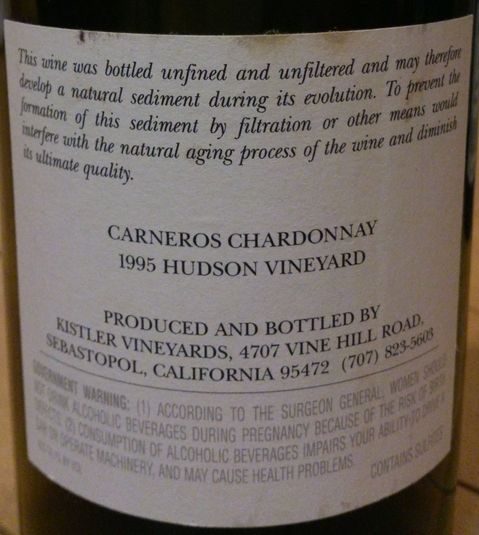 This wine was bottled unfined and unfiltered and may therefore
develop a natural sediment during its evolution. To prevent the
formation of this sediment by filtration or other means would
interfere with the natural aging process of the wine and diminish
its ultimate quality.
CARNEROS CHARDONNAY
1995 HUDSON VINEYARD
PRODUCED AND BOTTLED BY
KISTLER VINEYARDS, 4707 VINE HILL ROAD,
SEBASTOPOL, CALIFORNIA 95472 (707) 823-5603
GOVERNMENT WARNING: (1) ACCORDING TO THE SURGEON GENERAL, WOMEN SHOULD
NOT DRINK ALCOHOLIC BEVERAGES DURING PREGNANCY BECAUSE OF THE RISK OF BIRTH
DEFECTS. (2) CONSUMPTION OF ALCOHOLIC BEVERAGES IMPAIRS YOUR ABILITY TO DRIVE A
CAR OR OPERATE MACHINERY, AND MAY CAUSE HEALTH PROBLEMS.
CONTAINS SULFITES